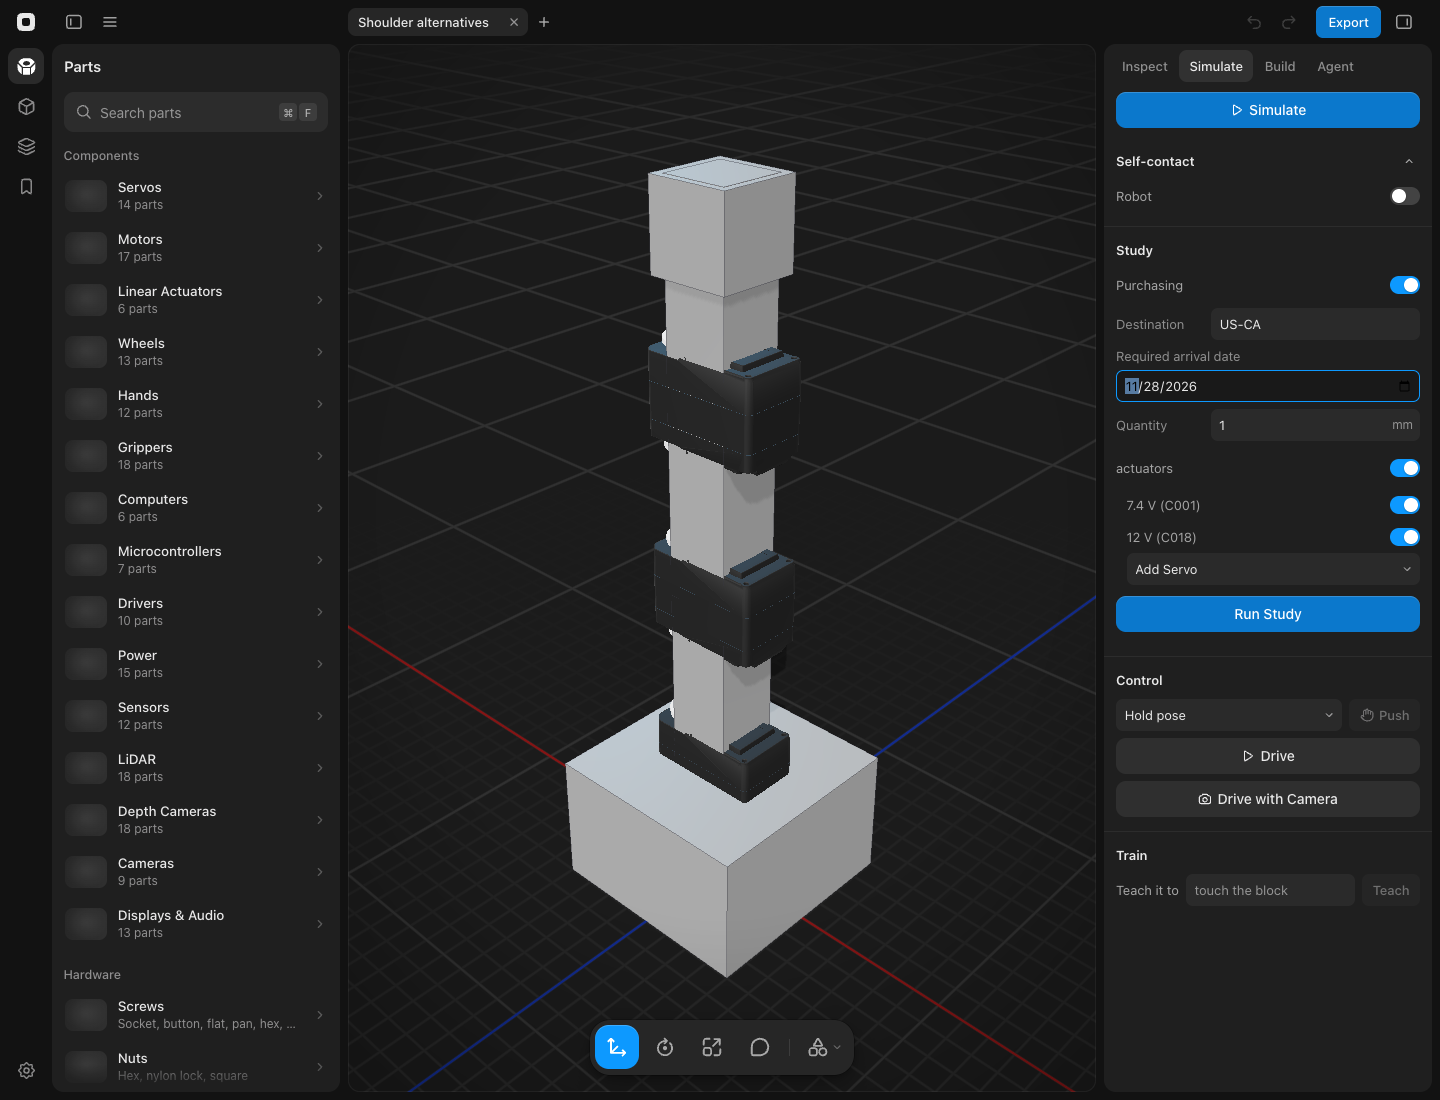 Shoulder alternatives
Export
Parts
Search parts
⌘ F
Components
Servos
14 parts
Motors
17 parts
Linear Actuators
6 parts
Wheels
13 parts
Hands
12 parts
Grippers
18 parts
Computers
6 parts
Microcontrollers
7 parts
Drivers
10 parts
Power
15 parts
Sensors
12 parts
LiDAR
18 parts
Depth Cameras
18 parts
Cameras
9 parts
Displays & Audio
13 parts
Hardware
Screws
Socket, button, flat, pan, hex, ...
Nuts
Hex, nylon lock, square
Inspect Simulate Build Agent
Simulate
Self-contact
Robot
Study
Purchasing
Destination US-CA
Required arrival date
11/28/2026
Quantity 1 mm
actuators
7.4 V (C001)
12 V (C018)
Add Servo
Run Study
Control
Hold pose Push
Drive
Drive with Camera
Train
Teach it to touch the block Teach